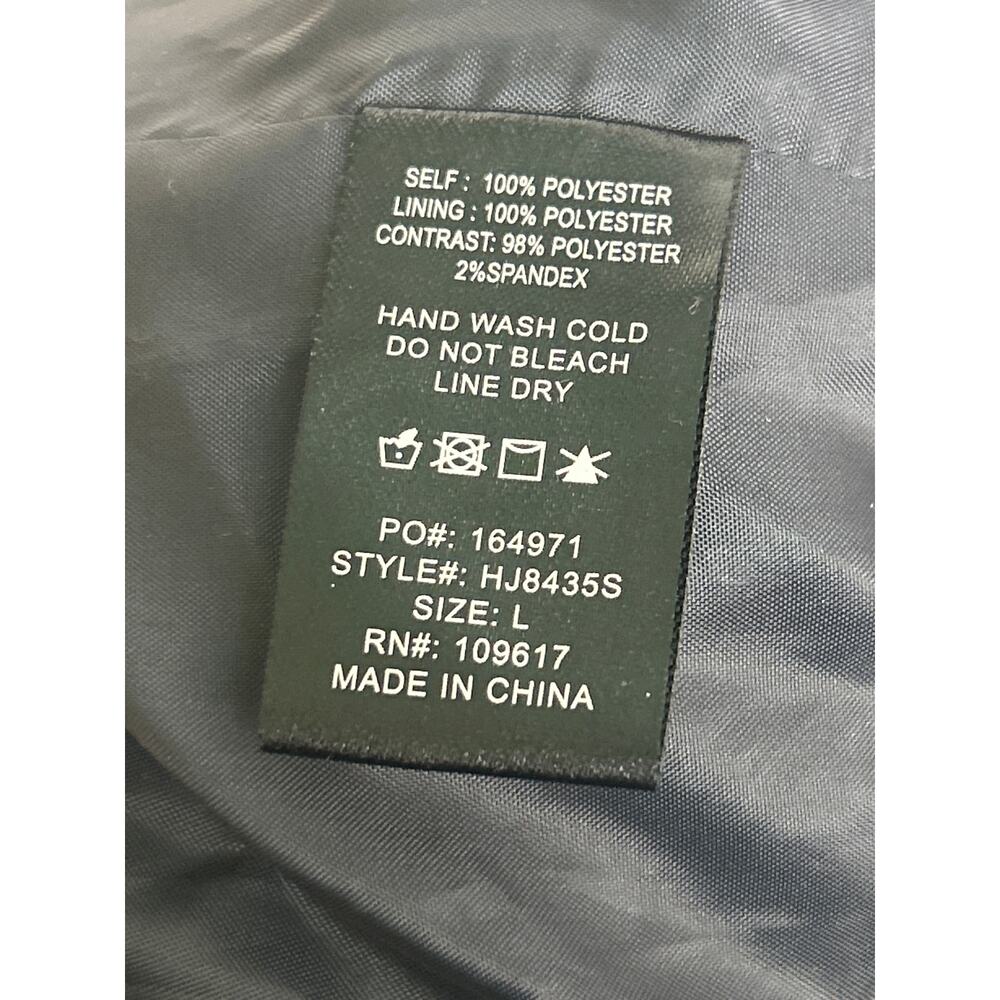 SELF : 100% POLYESTER
LINING : 100% POLYESTER
CONTRAST: 98% POLYESTER
2%SPANDEX
HAND WASH COLD
DO NOT BLEACH
LINE DRY
PO#: 164971
STYLE#: HJ8435S
SIZE: L
RN#: 109617
MADE IN CHINA